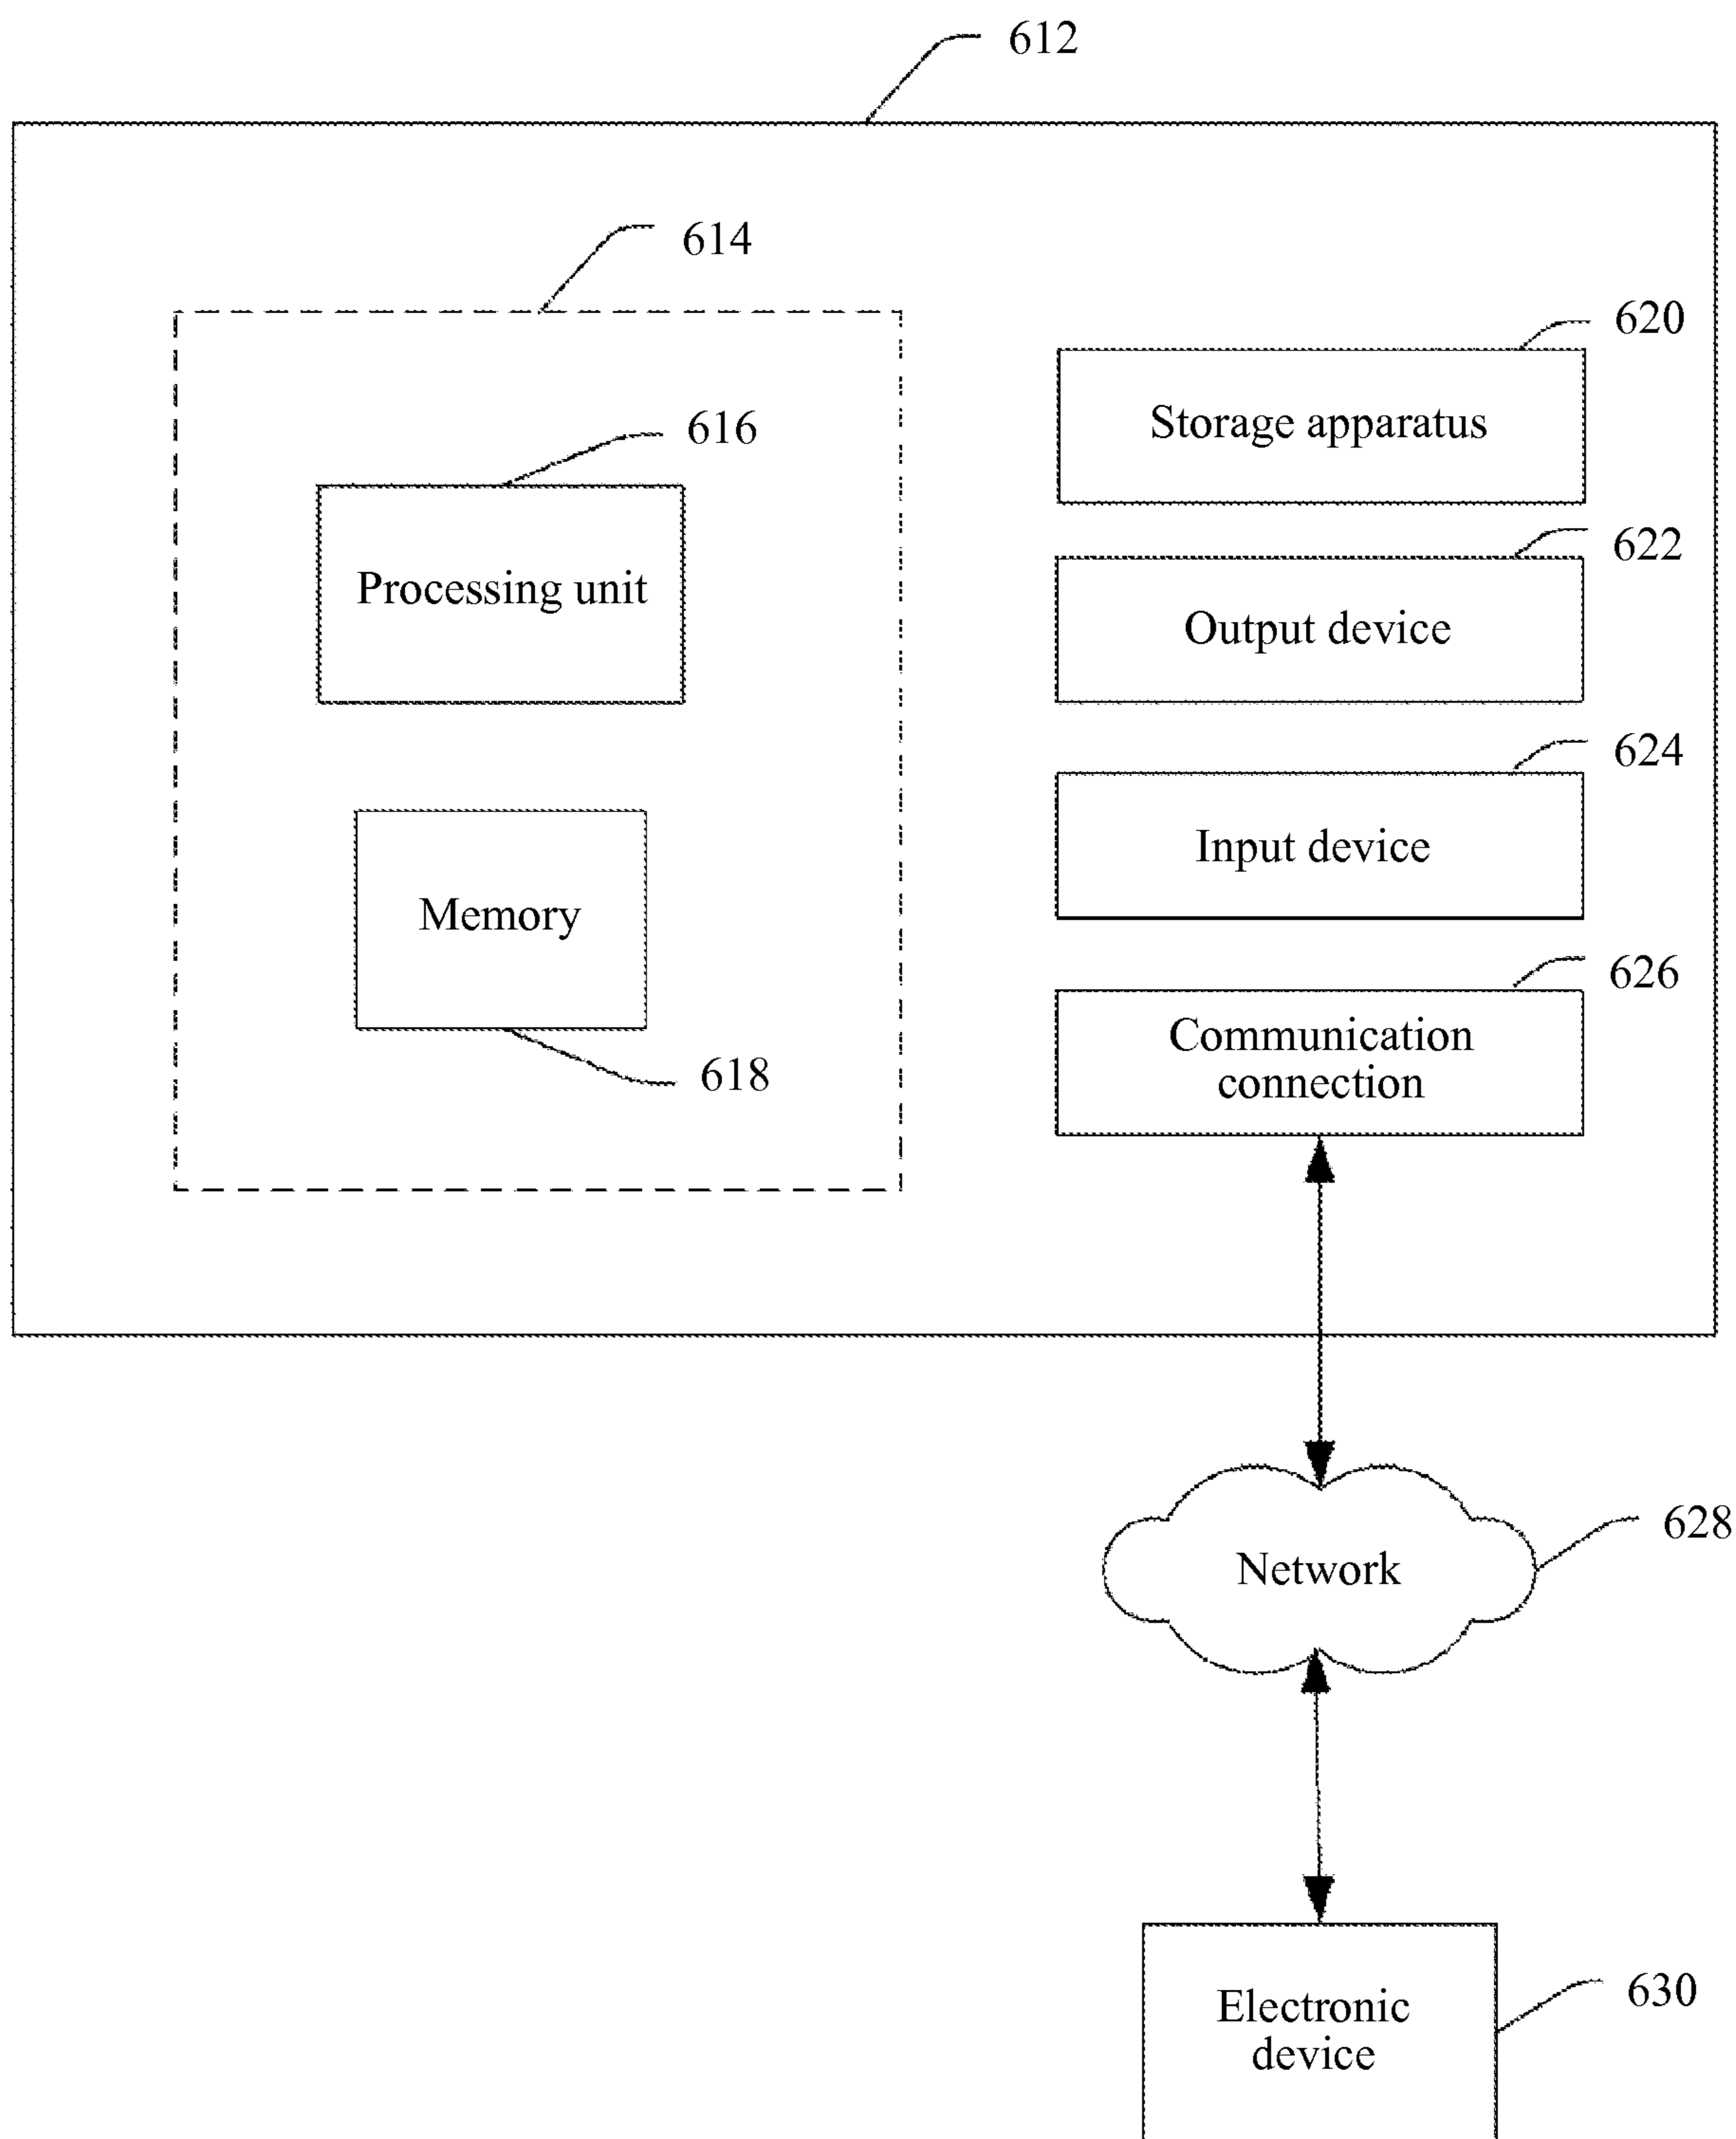 612
614
620
Storage apparatus
616
622
Processing unit
Output device
624
Input device
Memory
626
Communication
connection
618
628
Network
630
Electronic
device